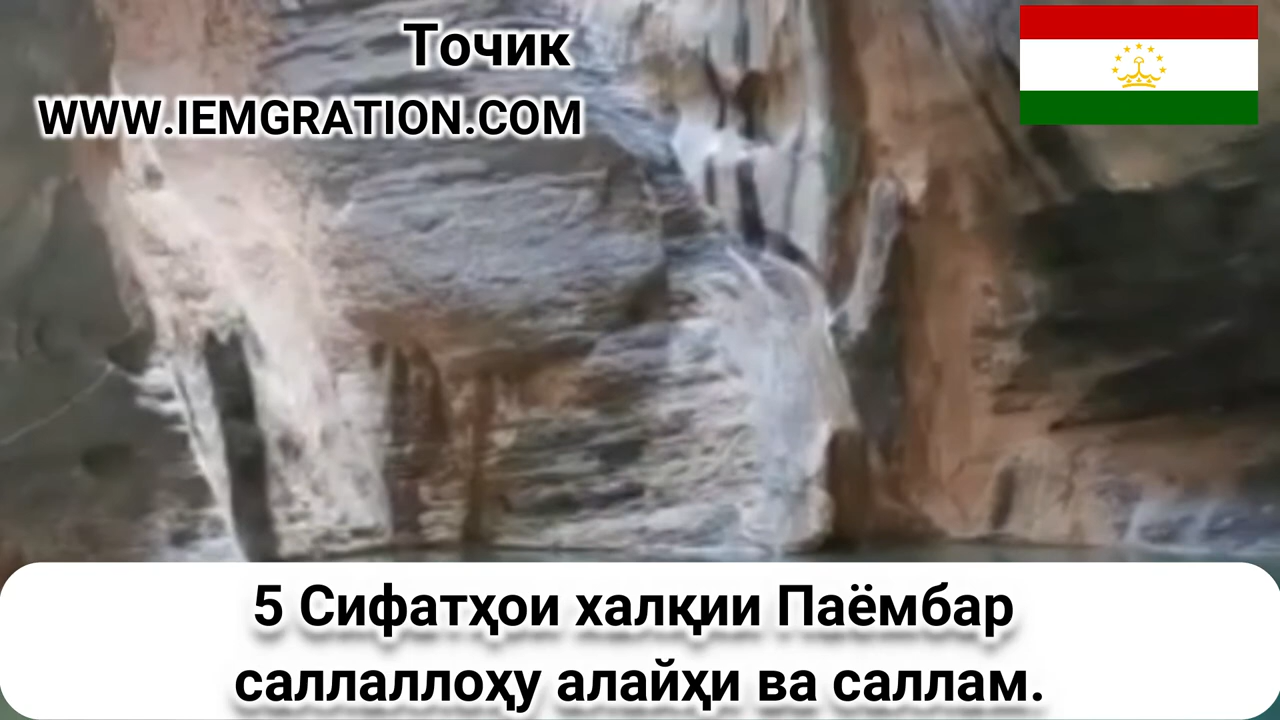 Точик
WWW.IEMGRATION.COM
5 Сифатҳои халқии Паёмбар
саллаллоҳу алайҳи ва саллам.